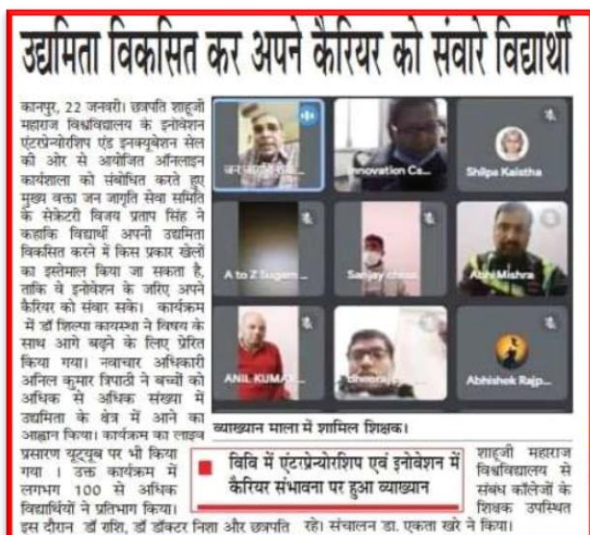 उद्यमिता विकसित कर अपने कैरियर को संवारे विद्यार्थी
कानपुर, 22 जनवरी। छत्रपति शाहूजी
महाराज विश्वविद्यालय के इनोवेशन
एंटरप्रेन्योरशिप एंड इनक्यूबेशन सेल
की ओर से आयोजित ऑनलाइन
कार्यशाला को संबोधित करते हुए
मुख्य वक्ता जन जागृति सेवा समिति
के सेक्रेटरी विजय प्रताप सिंह ने
कहाकि विद्यार्थी अपनी उद्यमिता
विकसित करने में किस प्रकार खेलों
का इस्तेमाल किया जा सकता है,
ताकि वे इनोवेशन के जरिए अपने
कैरियर को संवार सके। कार्यक्रम
में डॉ शिल्पा कायस्था ने विषय के
साथ आगे बढ़ने के लिए प्रेरित
किया गया। नवाचार अधिकारी
अनिल कुमार त्रिपाठी ने बच्चों को
अधिक से अधिक संख्या में
उद्यमिता के क्षेत्र में आने का
आह्वान किया। कार्यक्रम का लाइव
प्रसारण यूट्यूब पर भी किया
गया । उक्त कार्यक्रम में
लगभग 100 से अधिक
विद्यार्थियों ने प्रतिभाग किया।
इस दौरान डॉ राशि, डॉ डॉक्टर निशा और छत्रपति
जन
Innovation Ca...
Shilpa Kaistha
A to Z Sugam ...
Sanjay
Abhi Mishra
ANIL KUMA
Abhishek Rajp...
व्याख्यान माला में शामिल शिक्षक।
विवि में एंटरप्रेन्योरशिप एवं इनोवेशन में
कैरियर संभावना पर हुआ व्याख्यान
शाहूजी महाराज
विश्वविद्यालय से
संबंध कॉलेजों के
शिक्षक उपस्थित
रहे। संचालन डा. एकता खरे ने किया।